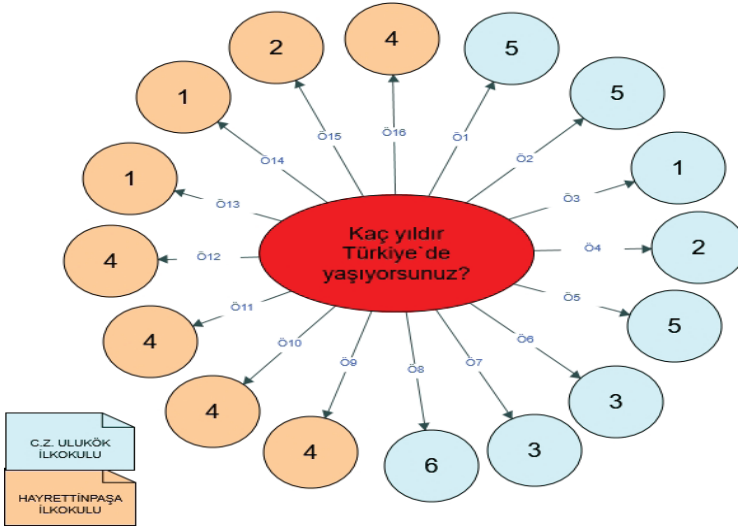 Kaç yıldır
Türkiye`de
yaşıyorsunuz?
Ö1
5
Ö2
5
Ö3
1
Ö4
2
Ö5
5
Ö6
3
Ö7
3
Ö8
6
Ö9
4
Ö10
4
Ö11
4
Ö12
4
Ö13
1
Ö14
1
Ö15
2
Ö16
4
C.Z. ULUKÖK
İLKOKULU
HAYRETTİNPAŞA
İLKOKULU